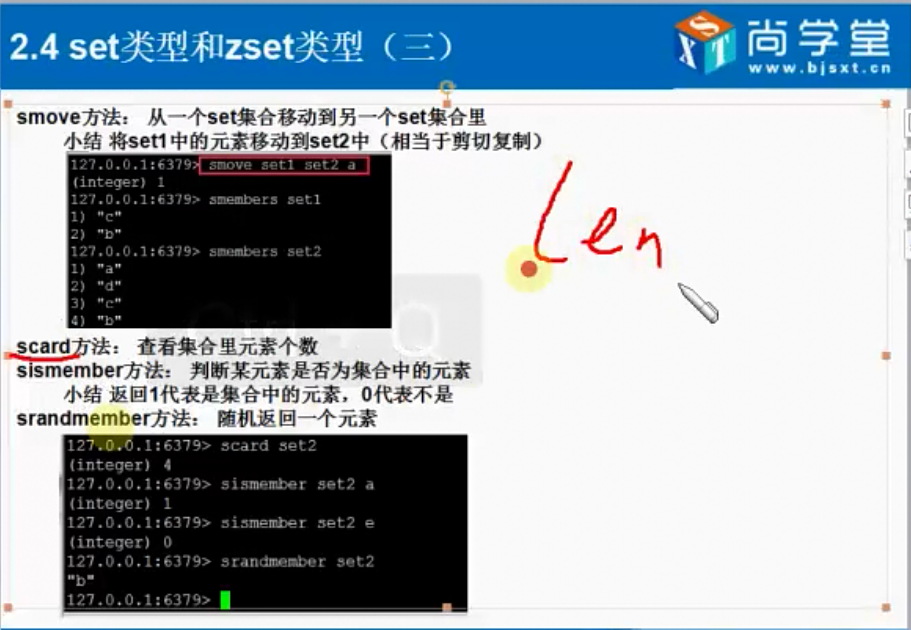 2.4 set类型和zset类型（三）
SXT 尚学堂
www.bjsxt.cn
smove方法： 从一个set集合移动到另一个set集合里
小结 将set1中的元素移动到set2中（相当于剪切复制）
127.0.0.1:6379> smove set1 set2 a
(integer) 1
127.0.0.1:6379> smembers set1
1) "c"
2) "b"
127.0.0.1:6379> smembers set2
1) "a"
2) "d"
3) "c"
4) "b"
Len
Ctrl + Q
scard方法： 查看集合里元素个数
sismember方法： 判断某元素是否为集合中的元素
小结 返回1代表是集合中的元素，0代表不是
srandmember方法： 随机返回一个元素
127.0.0.1:6379> scard set2
(integer) 4
127.0.0.1:6379> sismember set2 a
(integer) 1
127.0.0.1:6379> sismember set2 e
(integer) 0
127.0.0.1:6379> srandmember set2
"b"
127.0.0.1:6379>